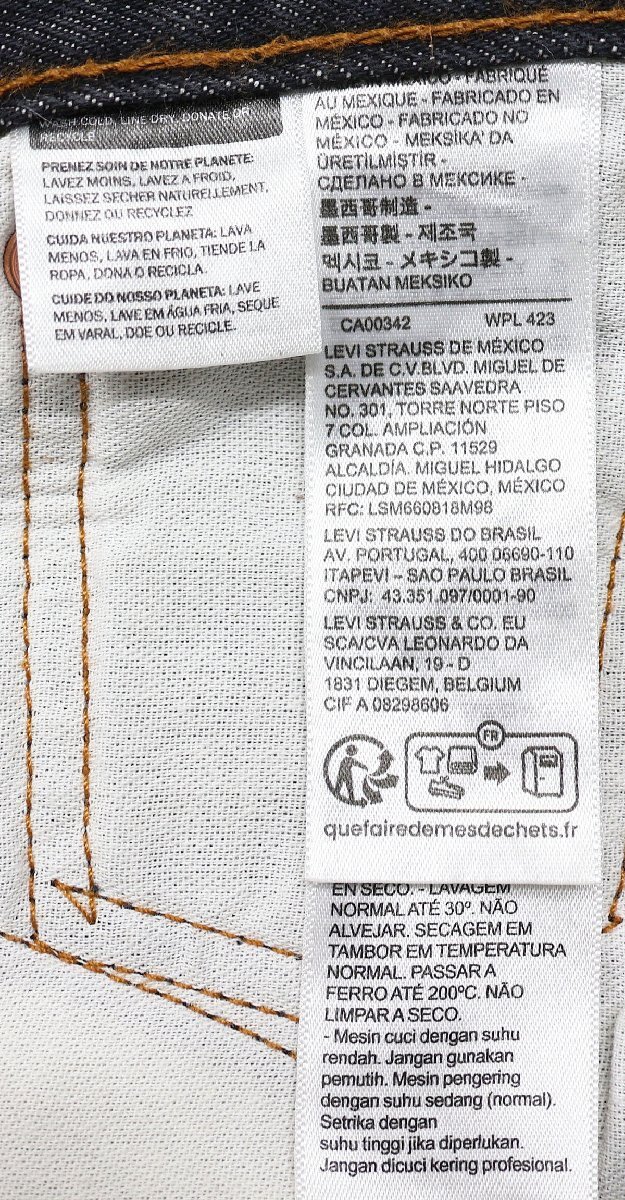 WASH COLD, LINE DRY, DONATE OR
RECYCLE.
PRENEZ SOIN DE NOTRE PLANETE:
LAVEZ MOINS, LAVEZ A FROID,
LAISSEZ SECHER NATURELLEMENT,
DONNEZ OU RECYCLEZ
CUIDA NUESTRO PLANETA: LAVA
MENOS, LAVA EN FRIO, TIENDE LA
ROPA, DONA O RECICLA.
CUIDE DO NOSSO PLANETA: LAVE
MENOS, LAVE EM ÁGUA FRIA, SEQUE
EM VARAL, DOE OU RECICLE.
MÉXICO - FABRIQUÉ
AU MEXIQUE - FABRICADO EN
MÉXICO - FABRICADO NO
MÉXICO - MEKSİKA' DA
ÜRETİLMİŞTİR -
СДЕЛАНО В МЕКСИКЕ -
墨西哥制造 -
墨西哥製 - 제조국
멕시코 - メキシコ製 -
BUATAN MEKSIKO
CA00342 WPL 423
LEVI STRAUSS DE MÉXICO
S.A. DE C.V.BLVD. MIGUEL DE
CERVANTES SAAVEDRA
NO. 301, TORRE NORTE PISO
7 COL. AMPLIACIÓN
GRANADA C.P. 11529
ALCALDÍA. MIGUEL HIDALGO
CIUDAD DE MÉXICO, MÉXICO
RFC: LSM660818M98
LEVI STRAUSS DO BRASIL
AV. PORTUGAL, 400 06690-110
ITAPEVI – SAO PAULO BRASIL
CNPJ: 43.351.097/0001-90
LEVI STRAUSS & CO. EU
SCA/CVA LEONARDO DA
VINCILAAN, 19 - D
1831 DIEGEM, BELGIUM
CIF A 08298606
FR
quefairedemesdechets.fr
EN SECO. - LAVAGEM
NORMAL ATÉ 30º. NÃO
ALVEJAR. SECAGEM EM
TAMBOR EM TEMPERATURA
NORMAL. PASSAR A
FERRO ATÉ 200ºC. NÃO
LIMPAR A SECO.
- Mesin cuci dengan suhu
rendah. Jangan gunakan
pemutih. Mesin pengering
dengan suhu sedang (normal).
Setrika dengan
suhu tinggi jika diperlukan.
Jangan dicuci kering profesional.